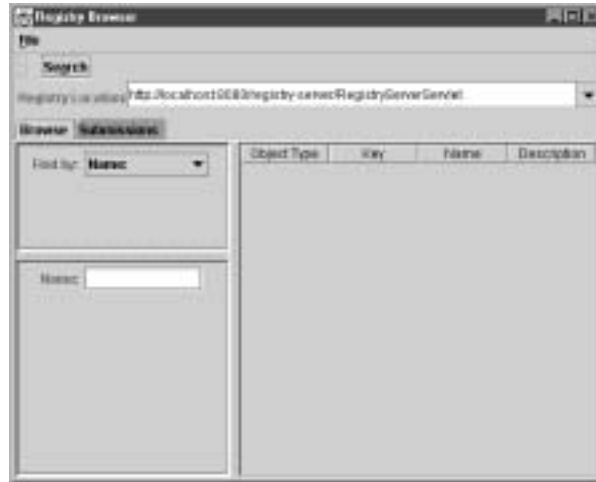 Registry Browser
File
Search
Registry Location: http://localhost:8080/registry-server/RegistryServerServlet
Browse Submissions
Find by: Name
Object Type Key Name Description
Name: